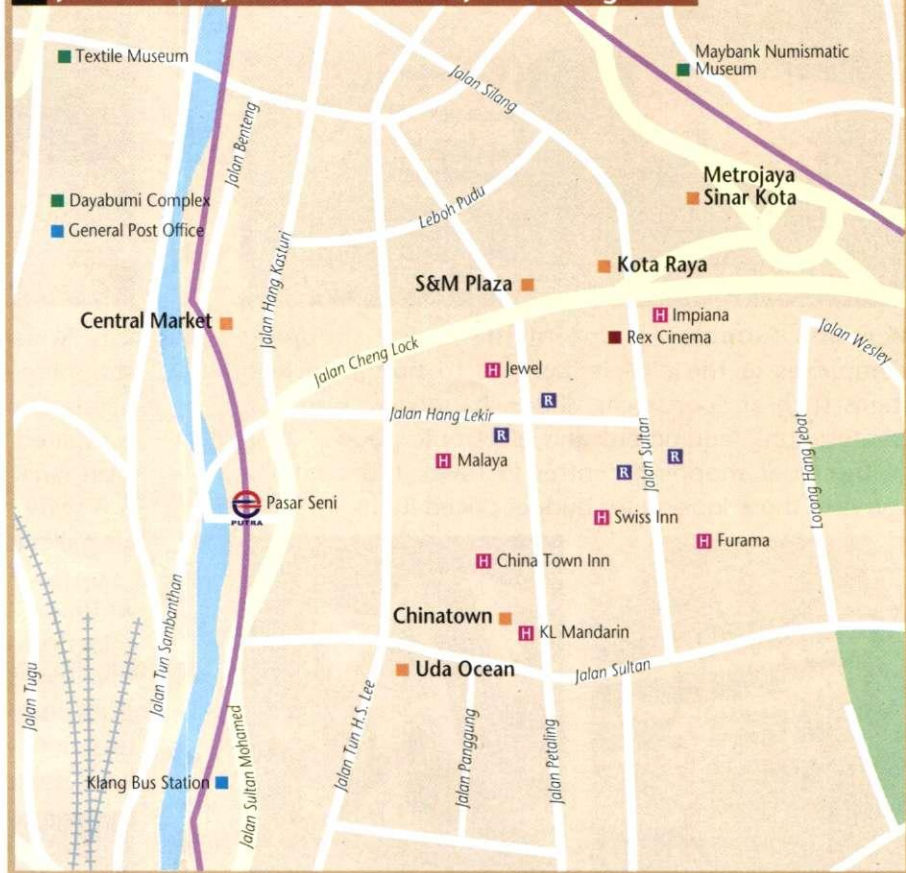 Textile Museum
Maybank Numismatic
Museum
Jalan Silang
Jalan Benteng
Metrojaya
Sinar Kota
Dayabumi Complex
General Post Office
Leboh Pudu
Jalan Hang Kasturi
Kota Raya
S&M Plaza
H Impiana
Central Market
Rex Cinema
Jalan Wesley
Jalan Cheng Lock
H Jewel
R
Jalan Hang Lekir
R
Jalan Sultan
Lorong Hang Jebat
H Malaya
R
R
Pasar Seni
PUTRA
H Swiss Inn
H Furama
H China Town Inn
Chinatown
H KL Mandarin
Jalan Tun Sambanthan
Uda Ocean
Jalan Sultan
Jalan Tugu
Jalan Tun H.S. Lee
Jalan Panggung
Jalan Petaling
Jalan Sultan Mohamed
Klang Bus Station